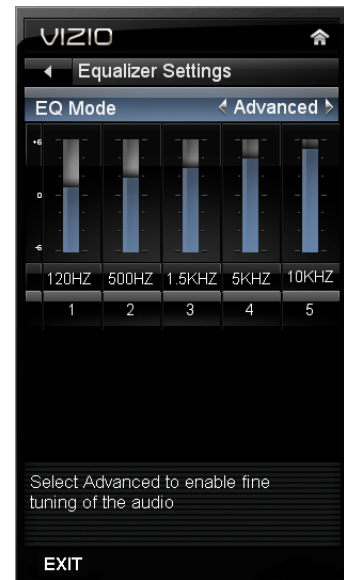 VIZIO
Equalizer Settings
EQ Mode Advanced
+6
0
-6
120HZ 500HZ 1.5KHZ 5KHZ 10KHZ
1 2 3 4 5
Select Advanced to enable fine
tuning of the audio
EXIT